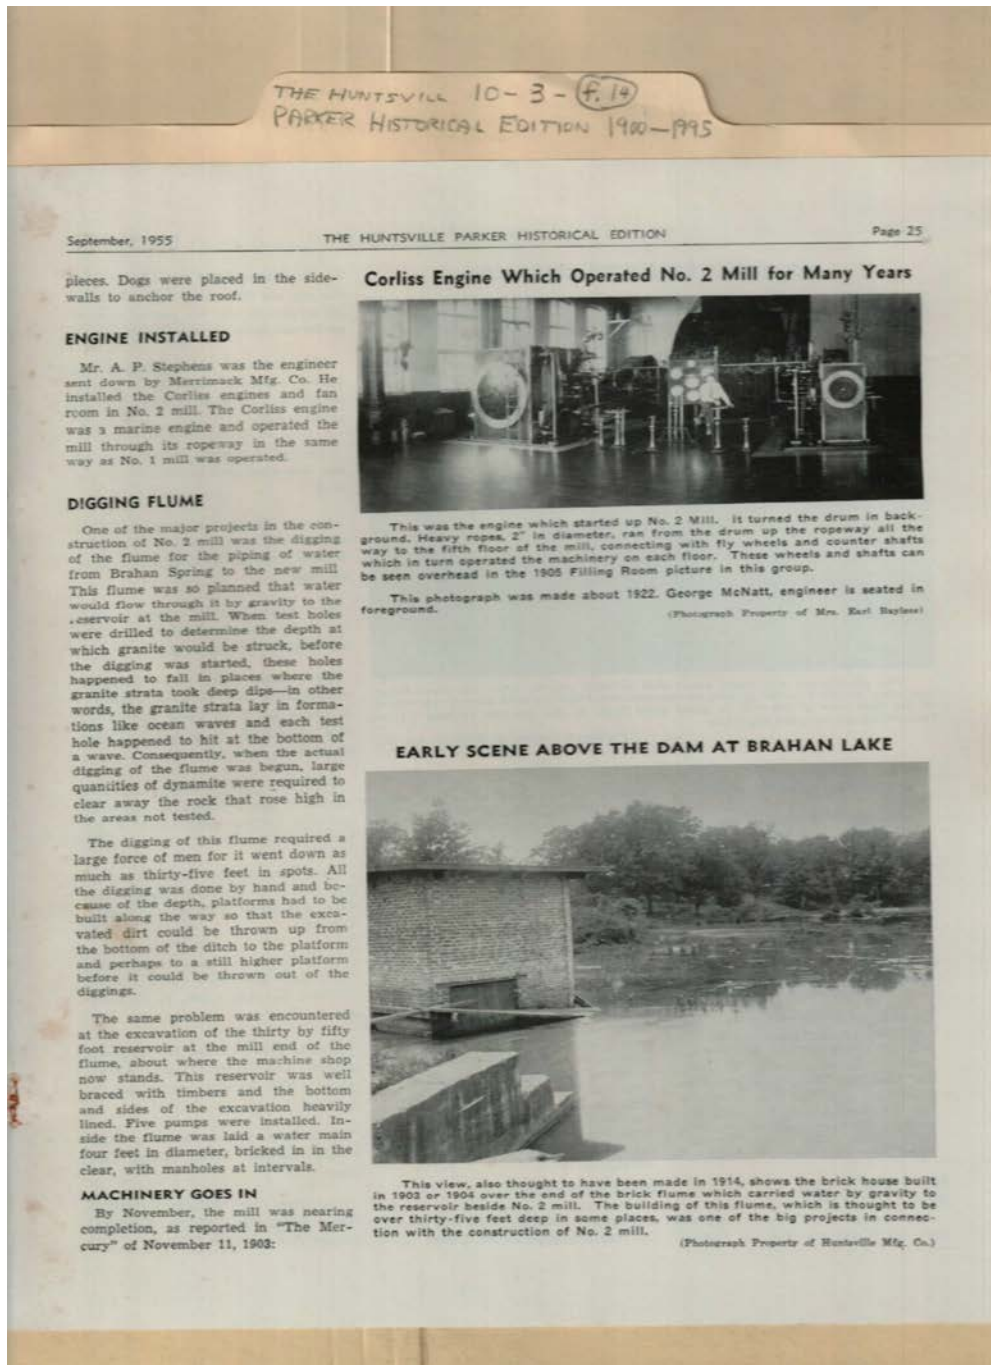 THE HUNTSVILL 10-3-(f.14)
PARKER HISTORICAL EDITION 1900-1995
September, 1955
THE HUNTSVILLE PARKER HISTORICAL EDITION
Page 25
pieces. Dogs were placed in the side-
walls to anchor the roof.
ENGINE INSTALLED
Mr. A. P. Stephens was the engineer
sent down by Merrimack Mfg. Co. He
installed the Corliss engines and fan
room in No. 2 mill. The Corliss engine
was a marine engine and operated the
mill through its ropeway in the same
way as No. 1 mill was operated.
DIGGING FLUME
One of the major projects in the con-
struction of No. 2 mill was the digging
of the flume for the piping of water
from Brahan Spring to the new mill
This flume was so planned that water
would flow through it by gravity to the
.eservoir at the mill. When test holes
were drilled to determine the depth at
which granite would be struck, before
the digging was started, these holes
happened to fall in places where the
granite strata took deep dips—in other
words, the granite strata lay in forma-
tions like ocean waves and each test
hole happened to hit at the bottom of
a wave. Consequently, when the actual
digging of the flume was begun, large
quantities of dynamite were required to
clear away the rock that rose high in
the areas not tested.
The digging of this flume required a
large force of men for it went down as
much as thirty-five feet in spots. All
the digging was done by hand and be-
cause of the depth, platforms had to be
built along the way so that the exca-
vated dirt could be thrown up from
the bottom of the ditch to the platform
and perhaps to a still higher platform
before it could be thrown out of the
diggings.
The same problem was encountered
at the excavation of the thirty by fifty
foot reservoir at the mill end of the
flume, about where the machine shop
now stands. This reservoir was well
braced with timbers and the bottom
and sides of the excavation heavily
lined. Five pumps were installed. In-
side the flume was laid a water main
four feet in diameter, bricked in in the
clear, with manholes at intervals.
MACHINERY GOES IN
By November, the mill was nearing
completion, as reported in "The Mer-
cury" of November 11, 1903:
Corliss Engine Which Operated No. 2 Mill for Many Years
This was the engine which started up No. 2 Mill. It turned the drum in back-
ground. Heavy ropes, 2" in diameter, ran from the drum up the ropeway all the
way to the fifth floor of the mill, connecting with fly wheels and counter shafts
which in turn operated the machinery on each floor. These wheels and shafts can
be seen overhead in the 1905 Filling Room picture in this group.
This photograph was made about 1922. George McNatt, engineer is seated in
foreground.
(Photograph Property of Mrs. Earl Bayless)
EARLY SCENE ABOVE THE DAM AT BRAHAN LAKE
This view, also thought to have been made in 1914, shows the brick house built
in 1903 or 1904 over the end of the brick flume which carried water by gravity to
the reservoir beside No. 2 mill. The building of this flume, which is thought to be
over thirty-five feet deep in some places, was one of the big projects in connec-
tion with the construction of No. 2 mill.
(Photograph Property of Huntsville Mfg. Co.)